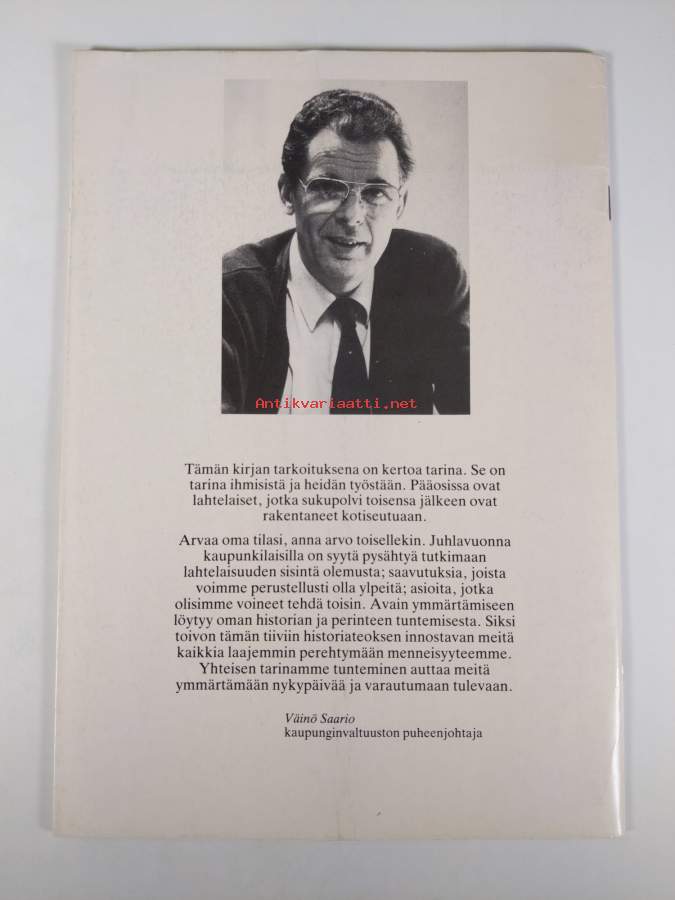 Antikvariaatti.net
Tämän kirjan tarkoituksena on kertoa tarina. Se on
tarina ihmisistä ja heidän työstään. Pääosissa ovat
lahtelaiset, jotka sukupolvi toisensa jälkeen ovat
rakentaneet kotiseutuaan.
Arvaa oma tilasi, anna arvo toisellekin. Juhlavuonna
kaupunkilaisilla on syytä pysähtyä tutkimaan
lahtelaisuuden sisintä olemusta; saavutuksia, joista
voimme perustellusti olla ylpeitä; asioita, jotka
olisimme voineet tehdä toisin. Avain ymmärtämiseen
löytyy oman historian ja perinteen tuntemisesta. Siksi
toivon tämän tiiviin historiateoksen innostavan meitä
kaikkia laajemmin perehtymään menneisyyteemme.
Yhteisen tarinamme tunteminen auttaa meitä
ymmärtämään nykypäivää ja varautumaan tulevaan.
Väinö Saario
kaupunginvaltuuston puheenjohtaja